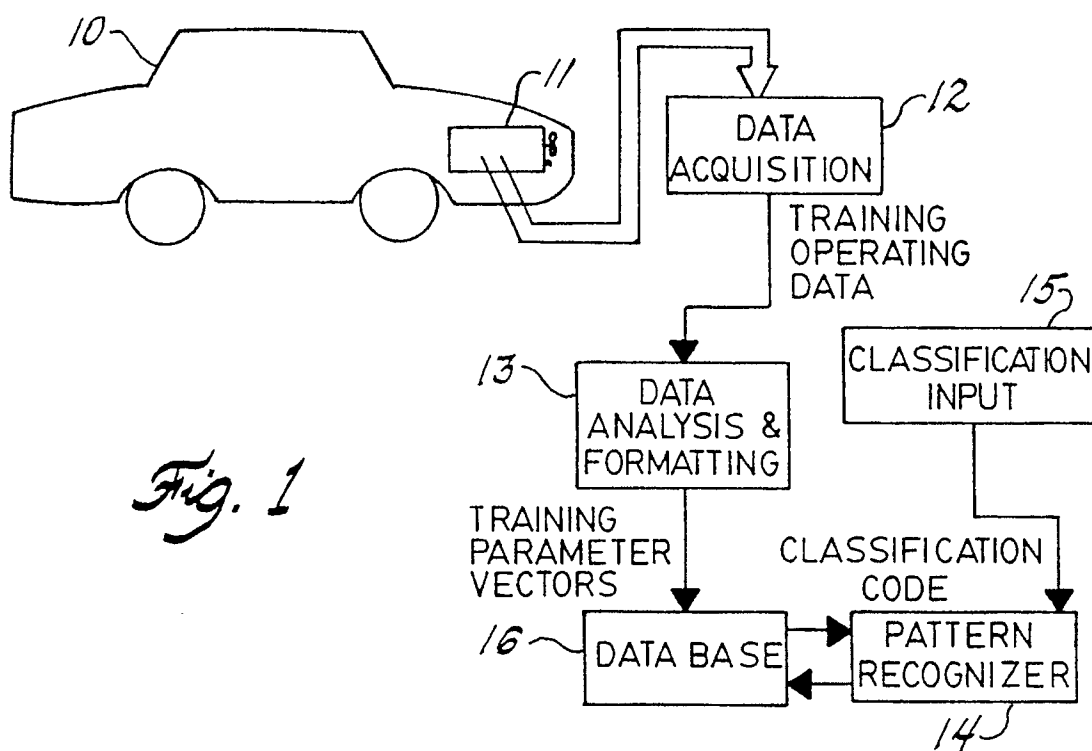 10
11
12
DATA
ACQUISITION
TRAINING
OPERATING
DATA
15
CLASSIFICATION
INPUT
13
DATA
ANALYSIS &
FORMATTING
Fig. 1
TRAINING
PARAMETER
VECTORS
CLASSIFICATION
CODE
16
DATA BASE
PATTERN
RECOGNIZER
14